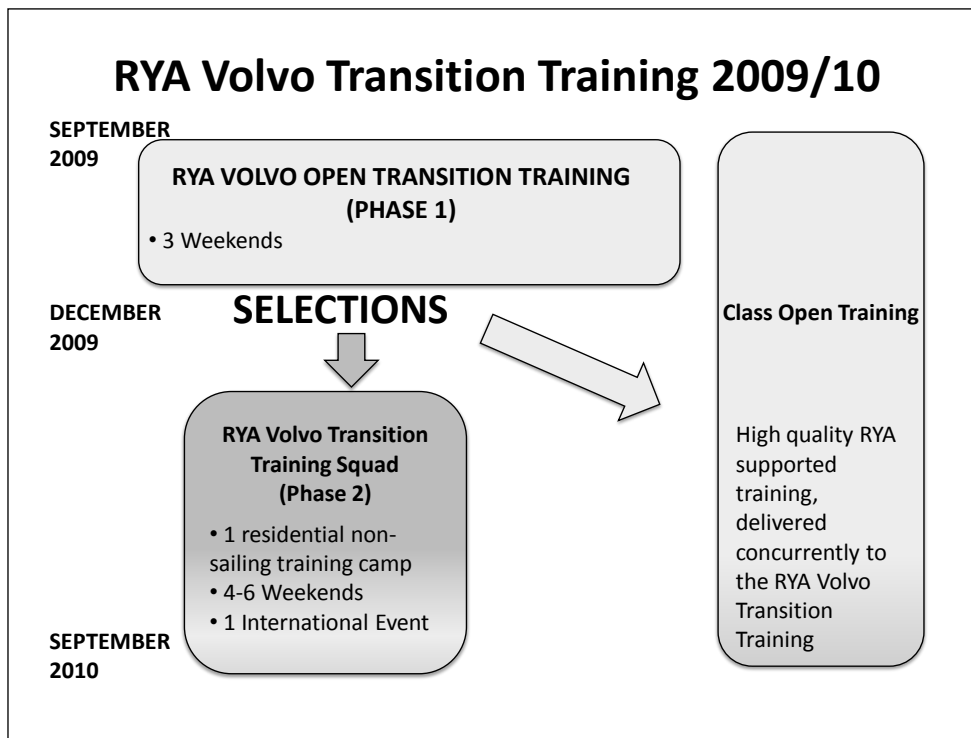 RYA Volvo Transition Training 2009/10
SEPTEMBER
2009
RYA VOLVO OPEN TRANSITION TRAINING
(PHASE 1)
• 3 Weekends
DECEMBER
2009
SELECTIONS
Class Open Training
RYA Volvo Transition
Training Squad
(Phase 2)
• 1 residential non-
sailing training camp
• 4-6 Weekends
• 1 International Event
High quality RYA
supported
training,
delivered
concurrently to
the RYA Volvo
Transition
Training
SEPTEMBER
2010